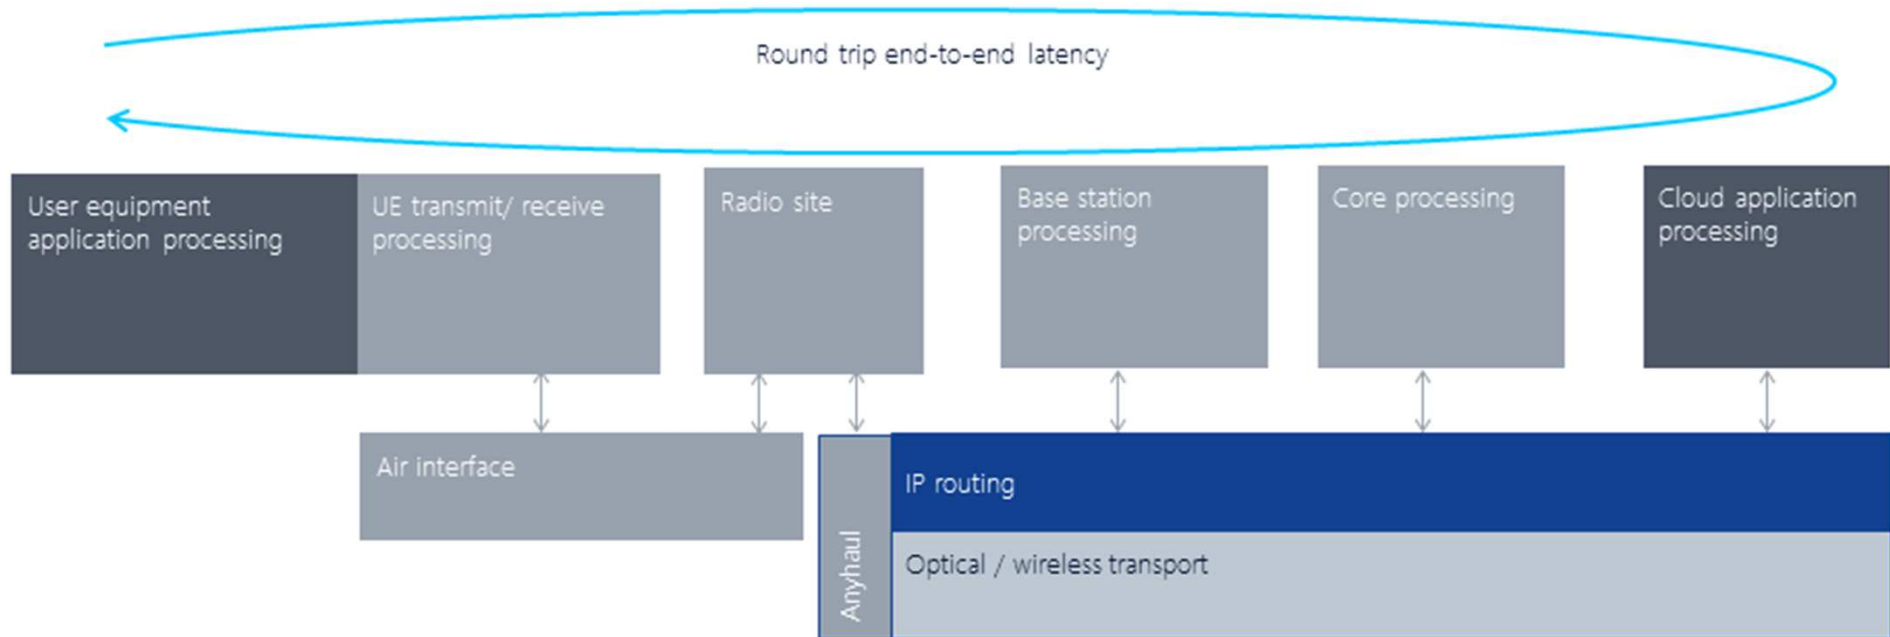 Round trip end-to-end latency
User equipment
application processing
UE transmit/ receive
processing
Radio site
Base station
processing
Core processing
Cloud application
processing
Air interface
Anyhaul
IP routing
Optical / wireless transport